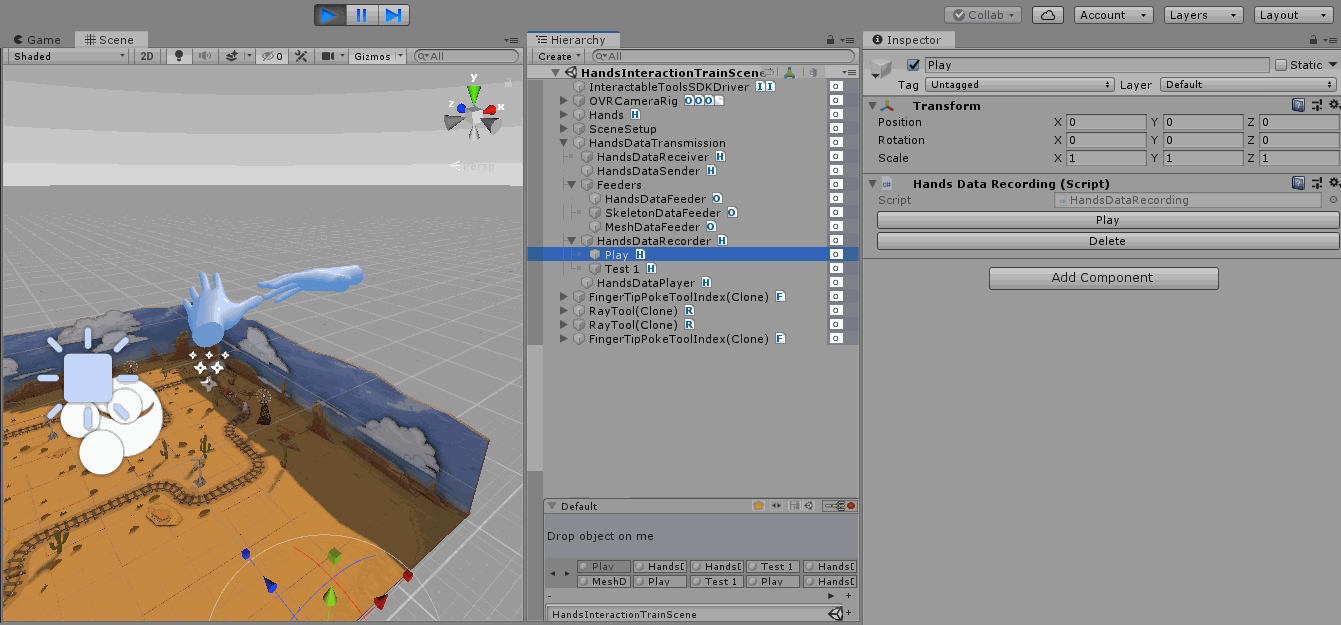 Collab
Account
Layers
Layout
Game
Scene
Shaded
2D
0
Gizmos
All
y
z
x
Persp
Hierarchy
Create
All
HandsInteractionTrainScene
InteractableToolsSDKDriver I I
OVRCameraRig O O O
Hands H
SceneSetup
HandsDataTransmission
HandsDataReceiver H
HandsDataSender H
Feeders
HandsDataFeeder O
SkeletonDataFeeder O
MeshDataFeeder O
HandsDataRecorder H
Play H
Test 1 H
HandsDataPlayer H
FingerTipPokeToolIndex(Clone) F
RayTool(Clone) R
RayTool(Clone) R
FingerTipPokeToolIndex(Clone) F
Default
Drop object on me
Play Hands[ Hands[ Test 1 Hands[
MeshD Play Test 1 Play Hands[
- +
HandsInteractionTrainScene +
Inspector
Play
Static
Tag Untagged Layer Default
Transform
Position X 0 Y 0 Z 0
Rotation X 0 Y 0 Z 0
Scale X 1 Y 1 Z 1
Hands Data Recording (Script)
Script HandsDataRecording
Play
Delete
Add Component